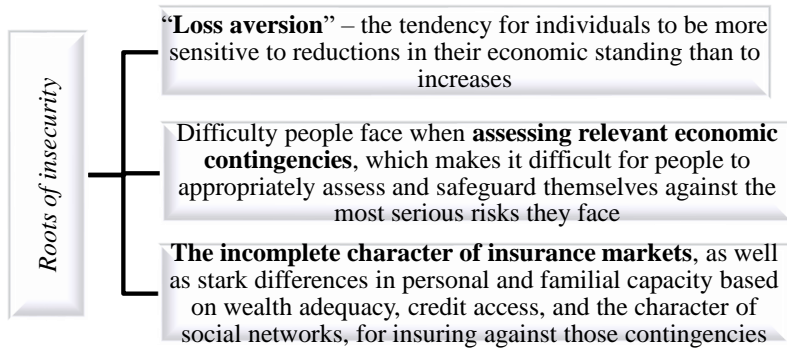 Roots of insecurity
“Loss aversion” – the tendency for individuals to be more
sensitive to reductions in their economic standing than to
increases
Difficulty people face when assessing relevant economic
contingencies, which makes it difficult for people to
appropriately assess and safeguard themselves against the
most serious risks they face
The incomplete character of insurance markets, as well
as stark differences in personal and familial capacity based
on wealth adequacy, credit access, and the character of
social networks, for insuring against those contingencies